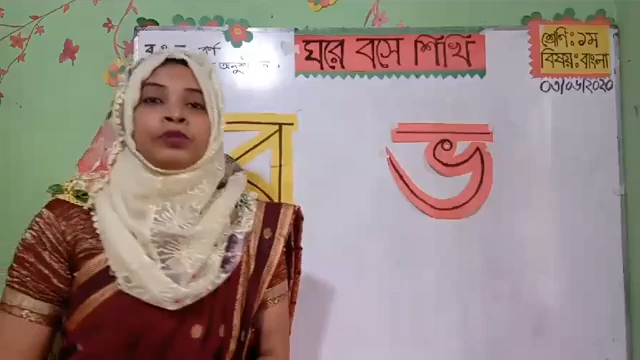 ঘরে বসে শিখি
শ্রেণি: ১ম
বিষয়: বাংলা
০৩/০৬/২০২০
ব ভ